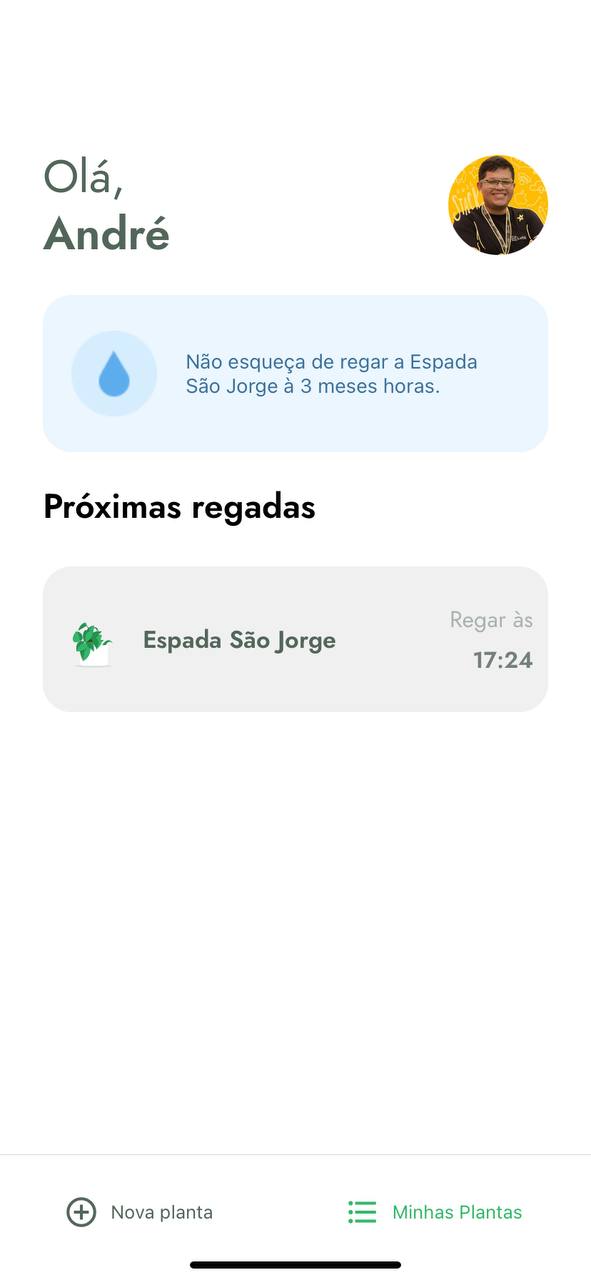 Olá,
André
Não esqueça de regar a Espada
São Jorge à 3 meses horas.
Próximas regadas
Espada São Jorge
Regar às
17:24
Nova planta
Minhas Plantas